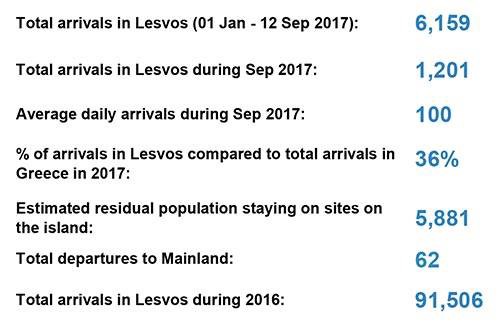 Total arrivals in Lesvos (01 Jan - 12 Sep 2017): 6,159
Total arrivals in Lesvos during Sep 2017: 1,201
Average daily arrivals during Sep 2017: 100
% of arrivals in Lesvos compared to total arrivals in
Greece in 2017: 36%
Estimated residual population staying on sites on
the island: 5,881
Total departures to Mainland: 62
Total arrivals in Lesvos during 2016: 91,506